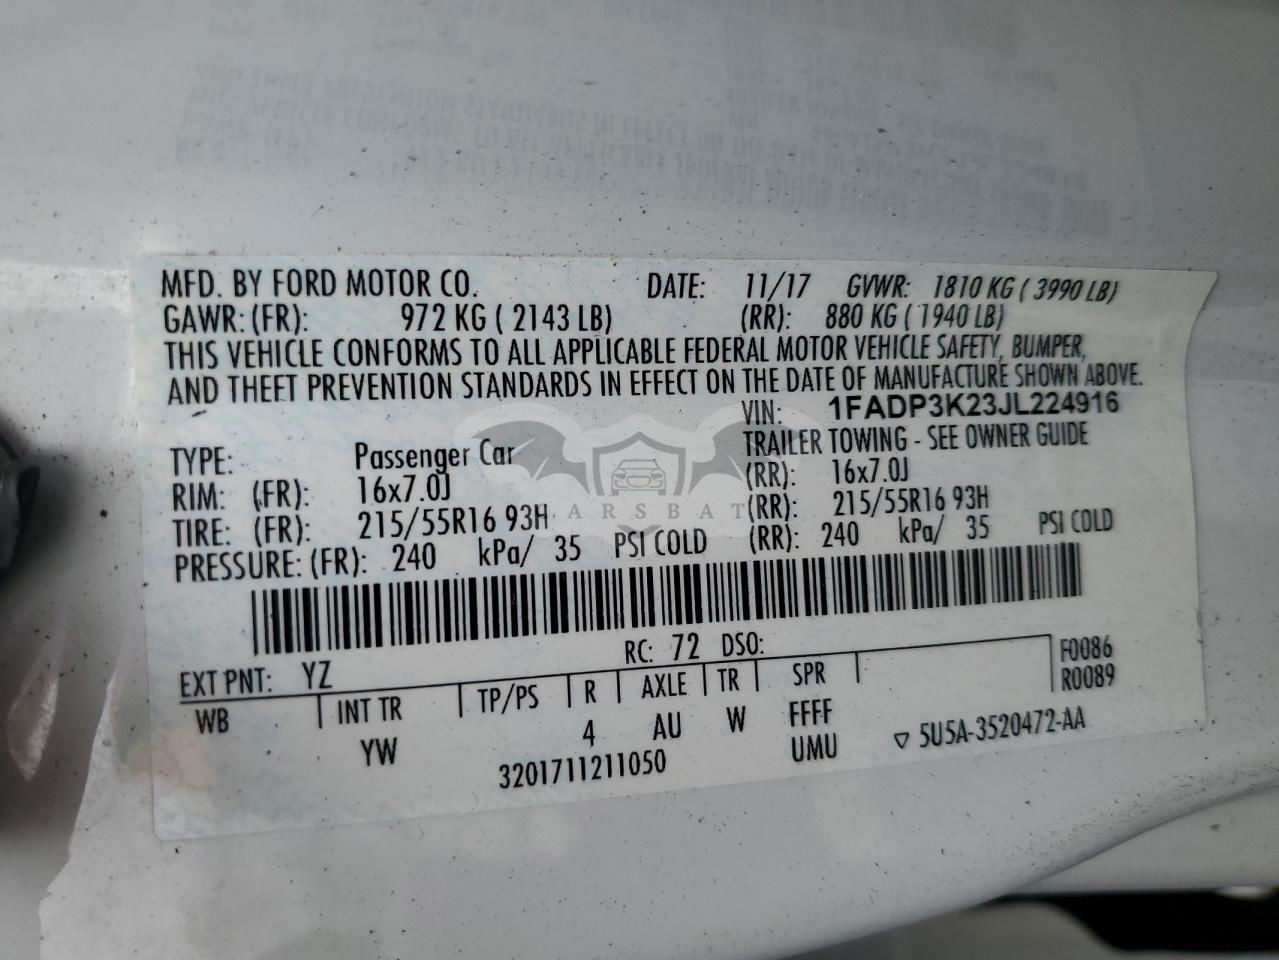 MFD. BY FORD MOTOR CO. DATE: 11/17 GVWR: 1810 KG ( 3990 LB)
GAWR: (FR): 972 KG ( 2143 LB) (RR): 880 KG ( 1940 LB)
THIS VEHICLE CONFORMS TO ALL APPLICABLE FEDERAL MOTOR VEHICLE SAFETY, BUMPER,
AND THEFT PREVENTION STANDARDS IN EFFECT ON THE DATE OF MANUFACTURE SHOWN ABOVE.
VIN: 1FADP3K23JL224916
TYPE: Passenger Car TRAILER TOWING - SEE OWNER GUIDE
RIM: (FR): 16x7.0J (RR): 16x7.0J
TIRE: (FR): 215/55R16 93H (RR): 215/55R16 93H
PRESSURE: (FR): 240 kPa/ 35 PSI COLD (RR): 240 kPa/ 35 PSI COLD
ARSBAT
EXT PNT: YZ RC: 72 DSO: F0086
WB INT TR TP/PS R AXLE TR SPR R0089
YW 4 AU W FFFF
3201711211050 UMU ▽ 5U5A-3520472-AA